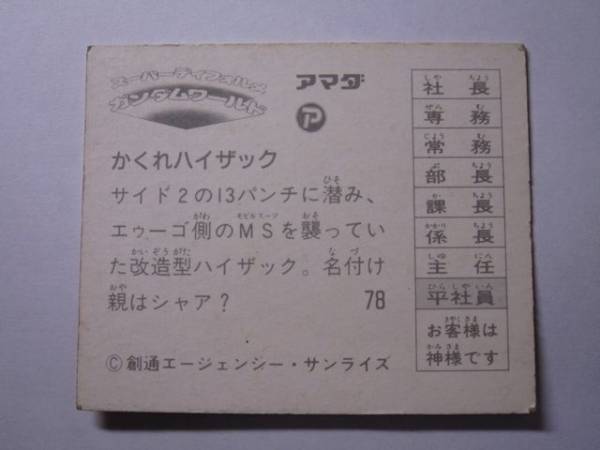 スーパーディフォルメ
ガンダムワールド
アマダ
ア
かくれハイザック
サイド2の13バンチに潜み、
エゥーゴ側のMSを襲ってい
た改造型ハイザック。名付け
親はシャア? 78
©創通エージェンシー・サンライズ
社長
専務
常務
部長
課長
係長
主任
平社員
お客様は
神様です